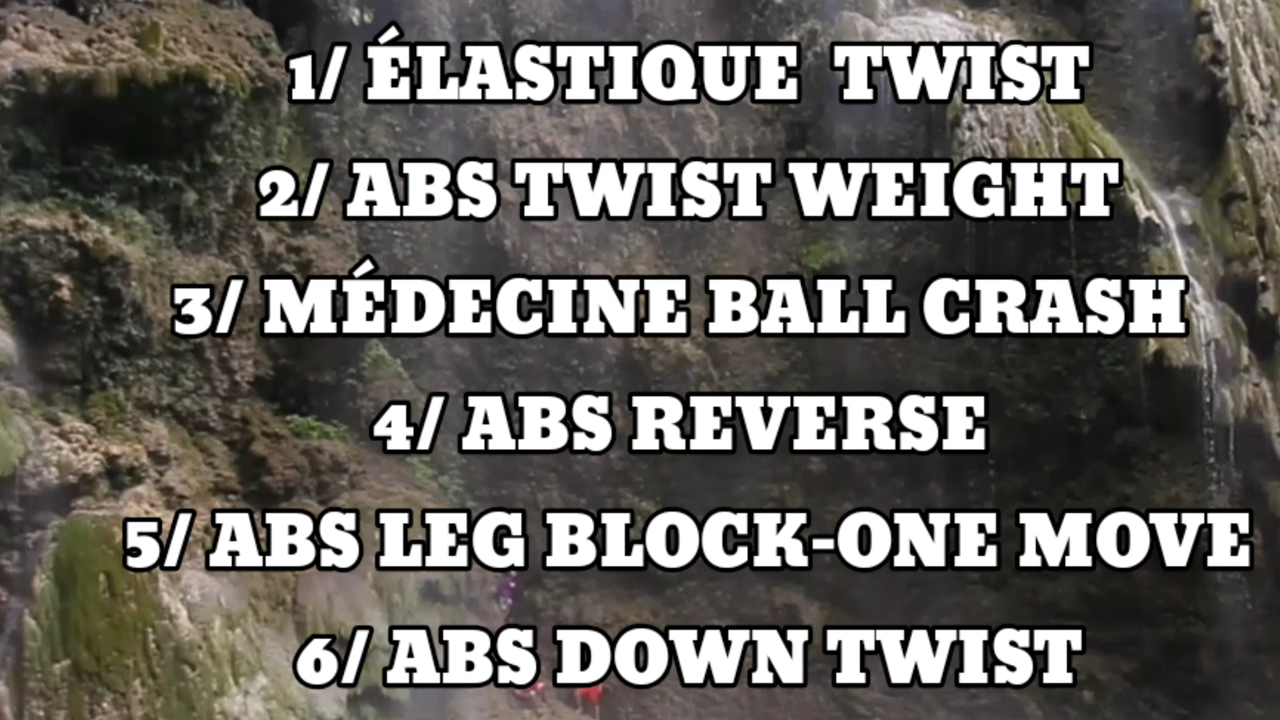 1/ ÉLASTIQUE TWIST
2/ ABS TWIST WEIGHT
3/ MÉDECINE BALL CRASH
4/ ABS REVERSE
5/ ABS LEG BLOCK-ONE MOVE
6/ ABS DOWN TWIST